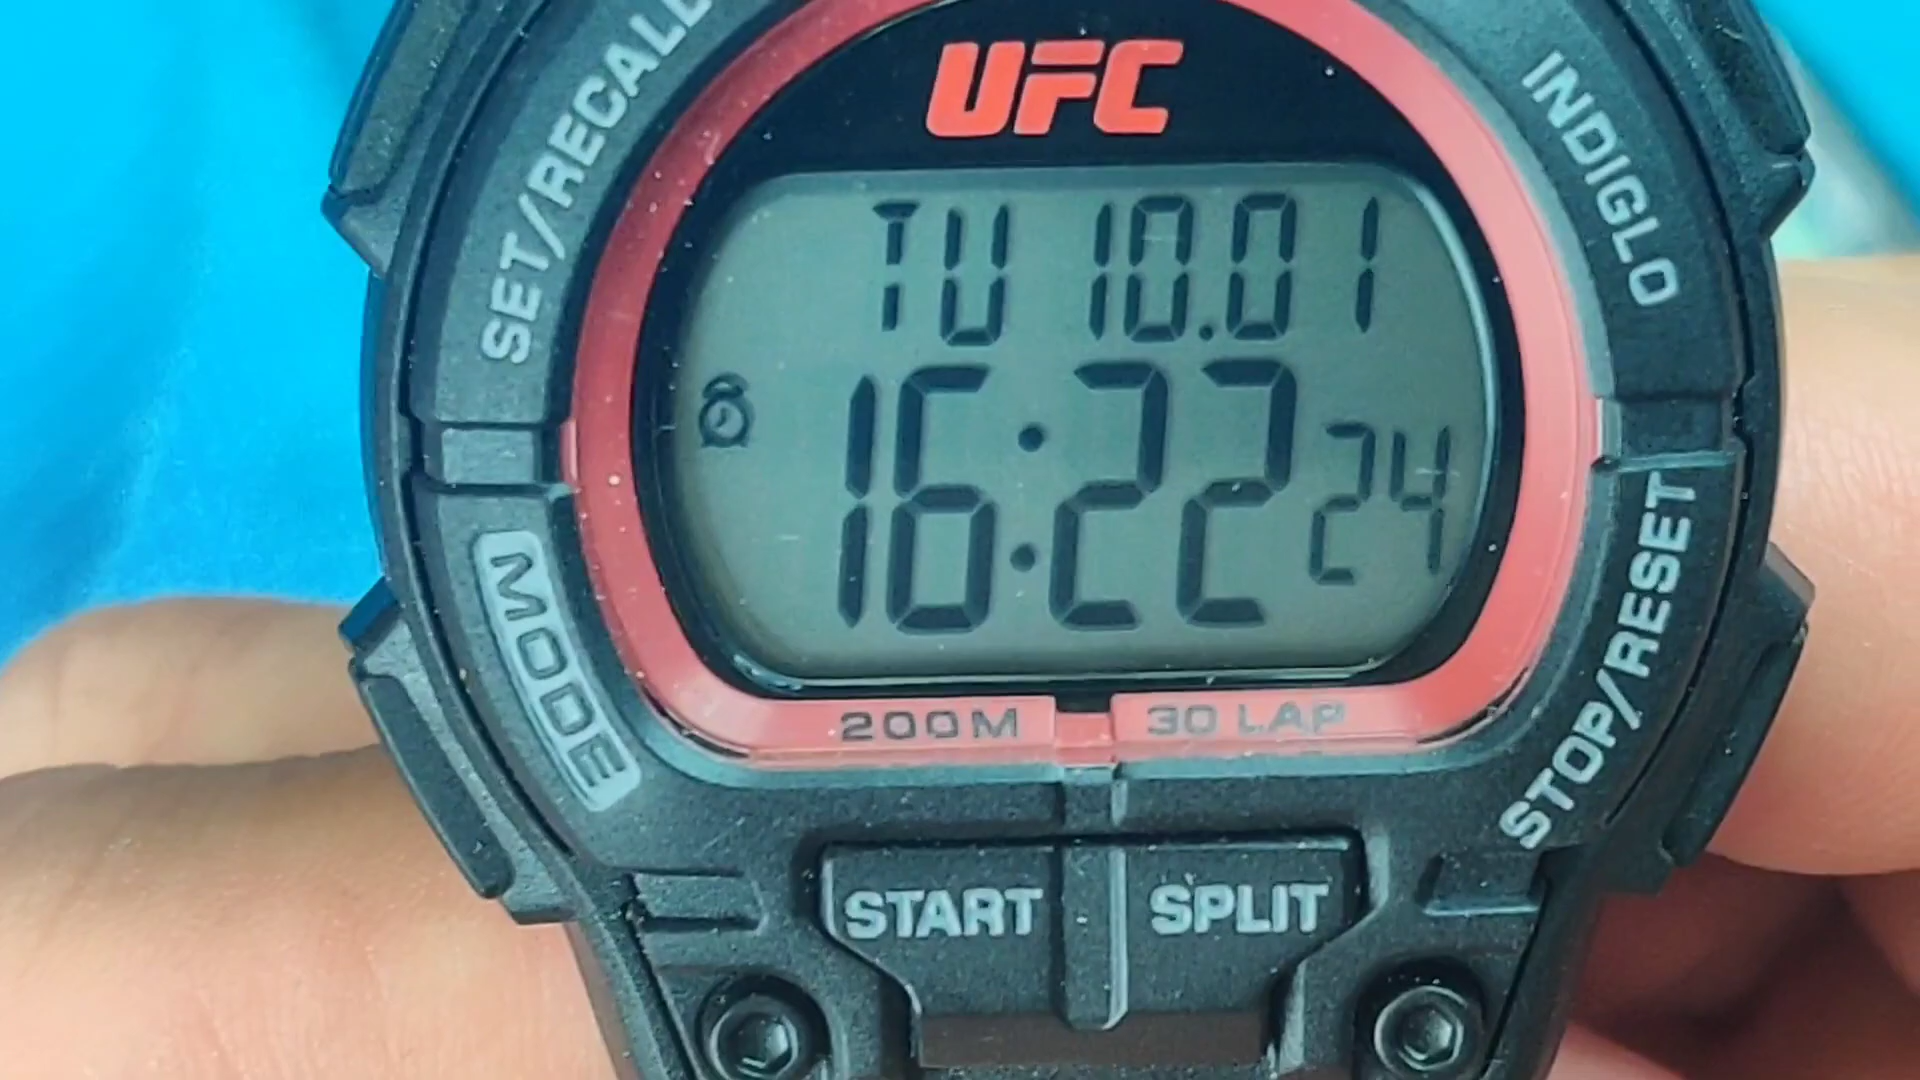 UFC
SET/RECALL
INDIGLO
TU 10.01
16:22 24
MODE
STOP/RESET
200M
30 LAP
START
SPLIT